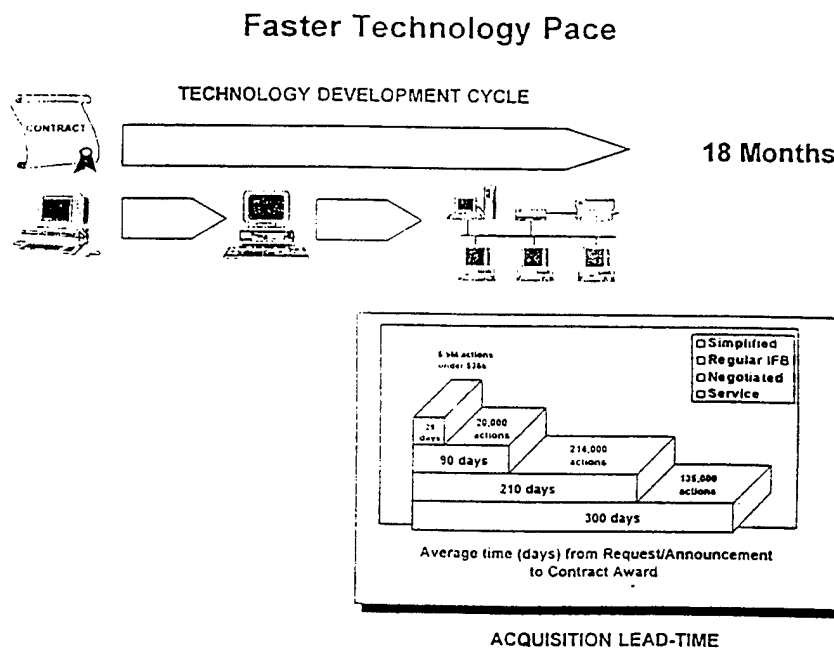 Faster Technology Pace
TECHNOLOGY DEVELOPMENT CYCLE
CONTRACT
18 Months
actions
under
Simplified
Regular IFB
Negotiated
Service
days
20,000
actions
90 days
214,000
actions
210 days
135,000
actions
300 days
Average time (days) from Request/Announcement
to Contract Award
ACQUISITION LEAD-TIME